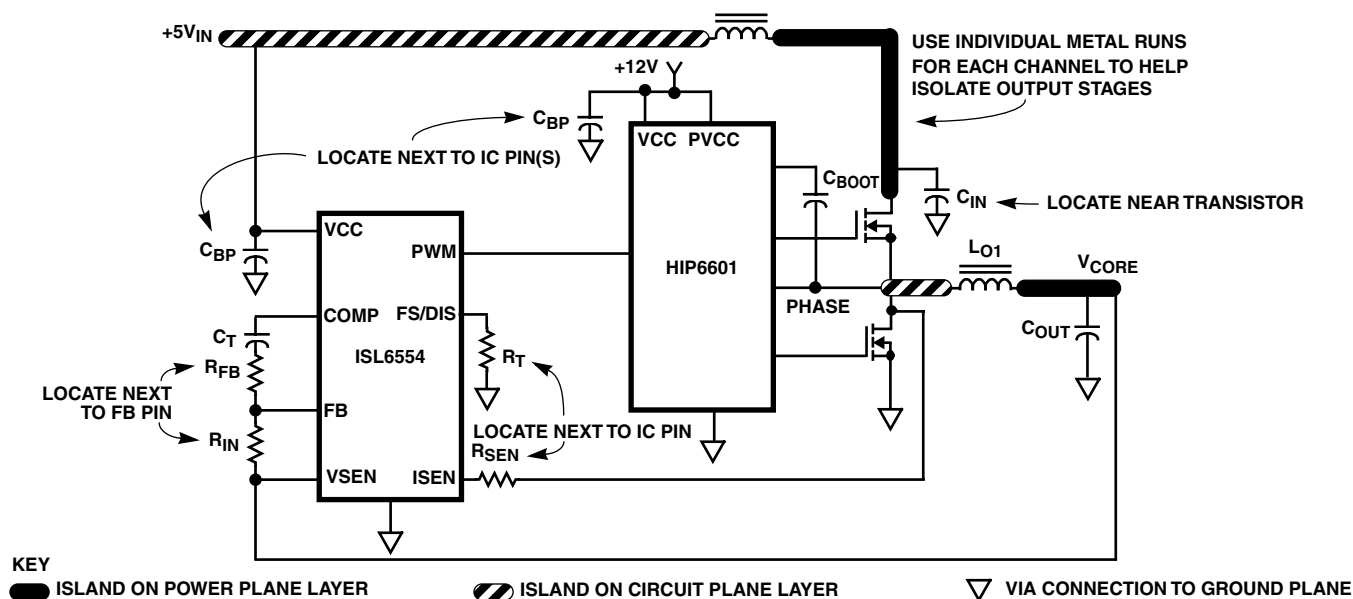 +5VIN
USE INDIVIDUAL METAL RUNS
FOR EACH CHANNEL TO HELP
ISOLATE OUTPUT STAGES
+12V
CBP
VCC PVCC
LOCATE NEXT TO IC PIN(S)
CBOOT
CIN
LOCATE NEAR TRANSISTOR
VCC
CBP
PWM
HIP6601
LO1
VCORE
PHASE
COMP
FS/DIS
CT
ISL6554
RT
COUT
RFB
LOCATE NEXT
TO FB PIN
FB
RIN
LOCATE NEXT TO IC PIN
RSEN
VSEN
ISEN
KEY
ISLAND ON POWER PLANE LAYER
ISLAND ON CIRCUIT PLANE LAYER
VIA CONNECTION TO GROUND PLANE